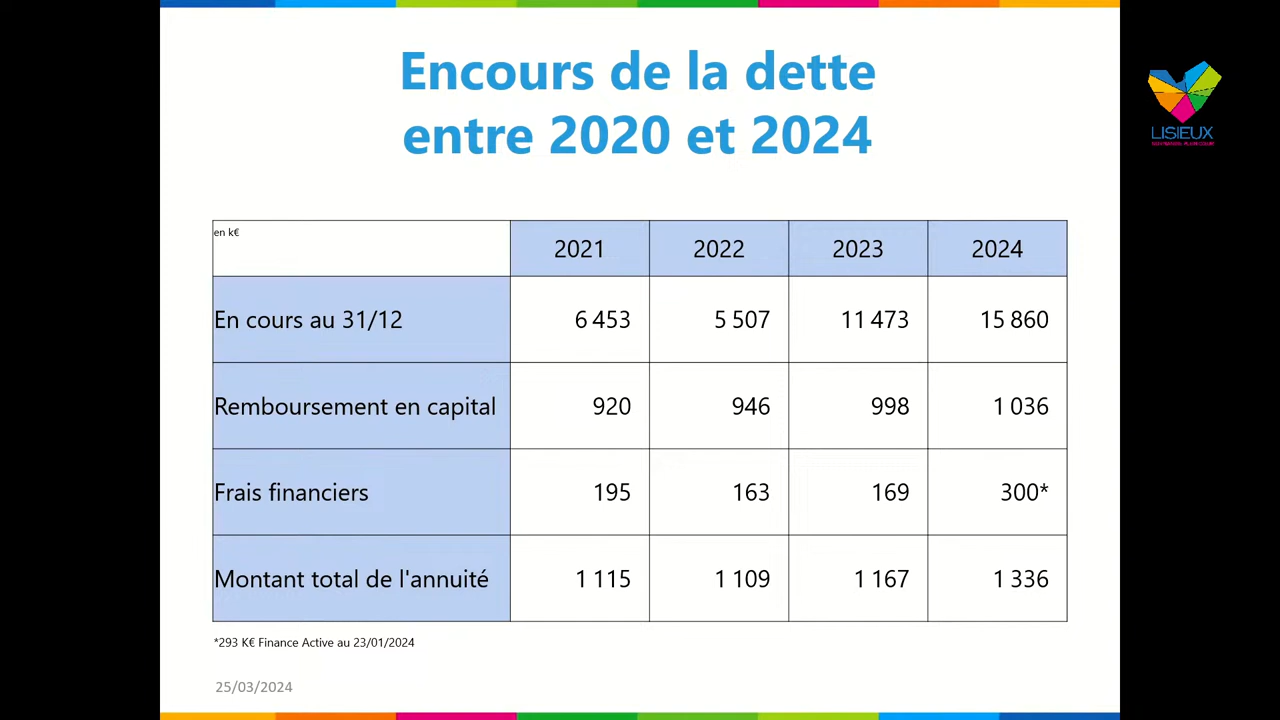 Encours de la dette
entre 2020 et 2024
LISIEUX
en k€ 2021 2022 2023 2024
En cours au 31/12 6 453 5 507 11 473 15 860
Remboursement en capital 920 946 998 1 036
Frais financiers 195 163 169 300*
Montant total de l'annuité 1 115 1 109 1 167 1 336
*293 K€ Finance Active au 23/01/2024
25/03/2024